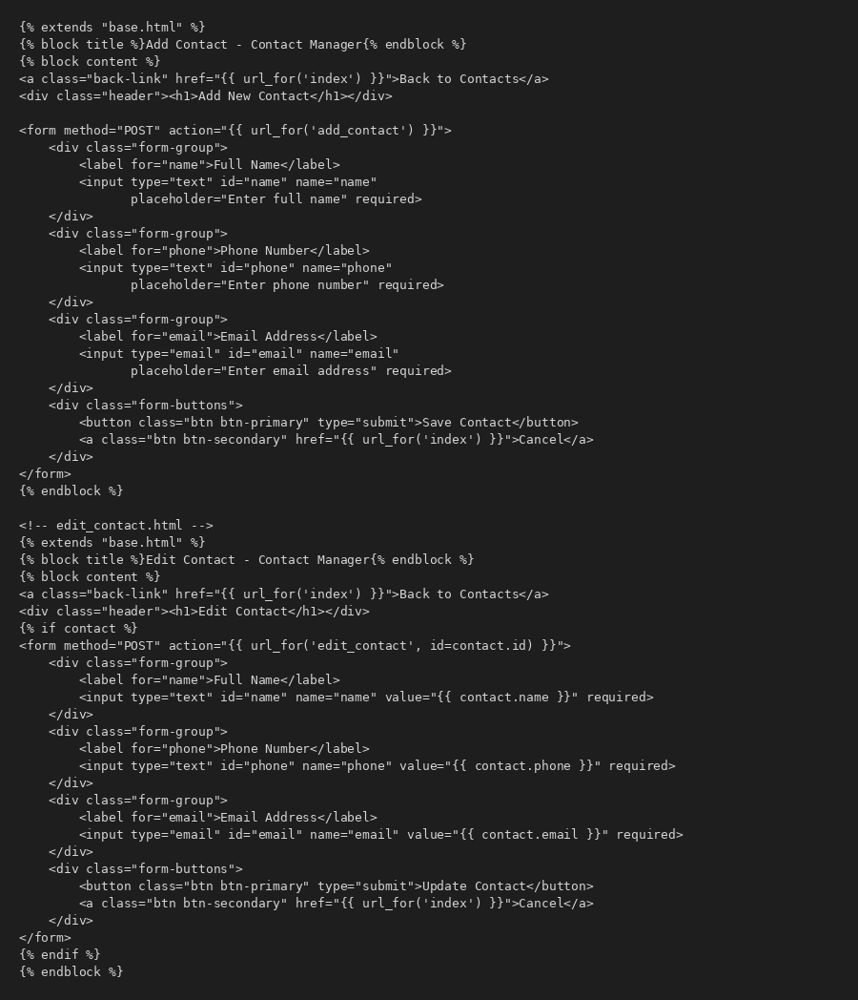 {% extends "base.html" %}
{% block title %}Add Contact - Contact Manager{% endblock %}
{% block content %}
<a class="back-link" href="{{ url_for('index') }}">Back to Contacts</a>
<div class="header"><h1>Add New Contact</h1></div>

<form method="POST" action="{{ url_for('add_contact') }}">
    <div class="form-group">
        <label for="name">Full Name</label>
        <input type="text" id="name" name="name"
               placeholder="Enter full name" required>
    </div>
    <div class="form-group">
        <label for="phone">Phone Number</label>
        <input type="text" id="phone" name="phone"
               placeholder="Enter phone number" required>
    </div>
    <div class="form-group">
        <label for="email">Email Address</label>
        <input type="email" id="email" name="email"
               placeholder="Enter email address" required>
    </div>
    <div class="form-buttons">
        <button class="btn btn-primary" type="submit">Save Contact</button>
        <a class="btn btn-secondary" href="{{ url_for('index') }}">Cancel</a>
    </div>
</form>
{% endblock %}

<!-- edit_contact.html -->
{% extends "base.html" %}
{% block title %}Edit Contact - Contact Manager{% endblock %}
{% block content %}
<a class="back-link" href="{{ url_for('index') }}">Back to Contacts</a>
<div class="header"><h1>Edit Contact</h1></div>
{% if contact %}
<form method="POST" action="{{ url_for('edit_contact', id=contact.id) }}">
    <div class="form-group">
        <label for="name">Full Name</label>
        <input type="text" id="name" name="name" value="{{ contact.name }}" required>
    </div>
    <div class="form-group">
        <label for="phone">Phone Number</label>
        <input type="text" id="phone" name="phone" value="{{ contact.phone }}" required>
    </div>
    <div class="form-group">
        <label for="email">Email Address</label>
        <input type="email" id="email" name="email" value="{{ contact.email }}" required>
    </div>
    <div class="form-buttons">
        <button class="btn btn-primary" type="submit">Update Contact</button>
        <a class="btn btn-secondary" href="{{ url_for('index') }}">Cancel</a>
    </div>
</form>
{% endif %}
{% endblock %}